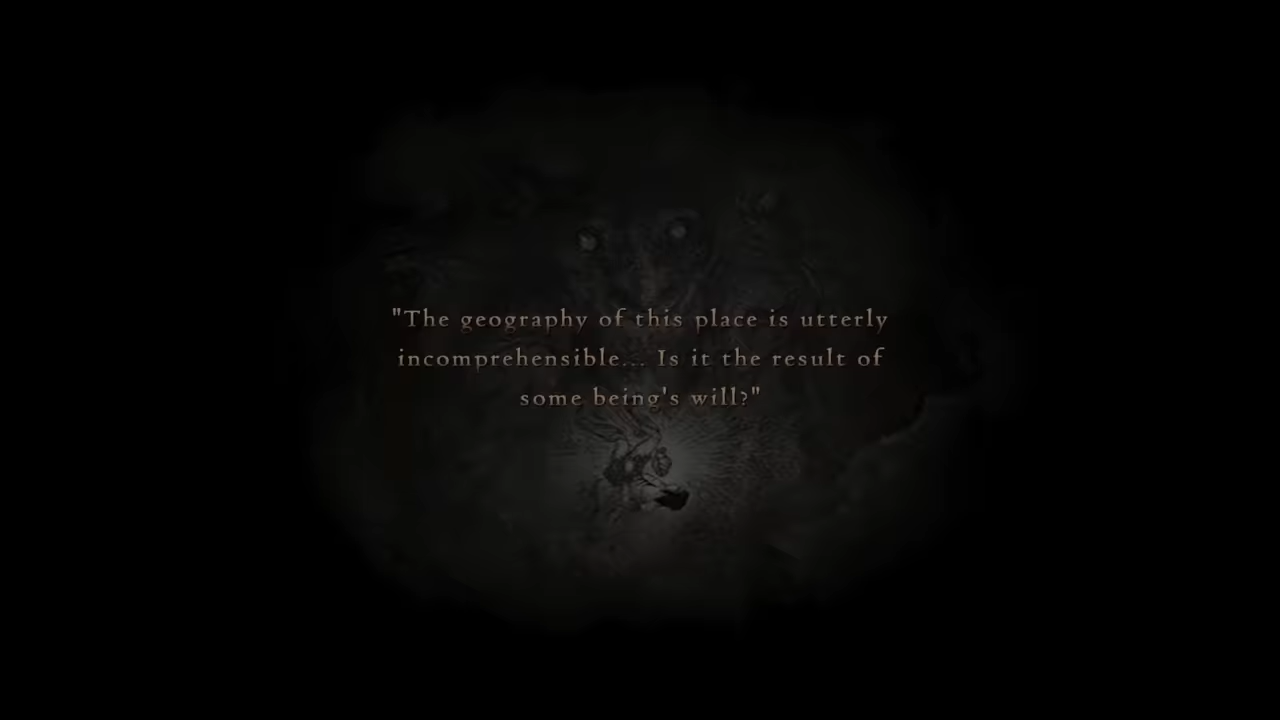 "The geography of this place is utterly
incomprehensible... Is it the result of
some being's will?"